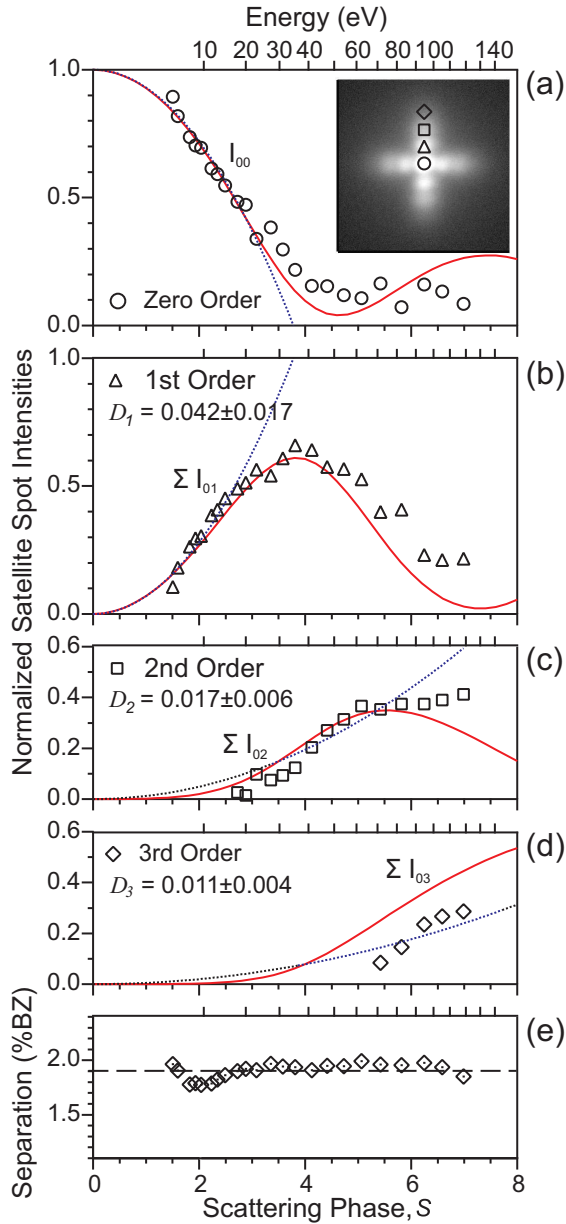 Energy (eV)
10 20 30 40 60 80 100 140
(a)
1.0
I00
0.5
Zero Order
0.0
Normalized Satellite Spot Intensities
(b)
1.0
1st Order
D1 = 0.042±0.017
Σ I01
0.5
0.0
(c)
0.6
2nd Order
D2 = 0.017±0.006
0.4
Σ I02
0.2
0.0
(d)
0.6
3rd Order
Σ I03
D3 = 0.011±0.004
0.4
0.2
0.0
(e)
Separation (%BZ)
2.0
1.5
0 2 4 6 8
Scattering Phase, S